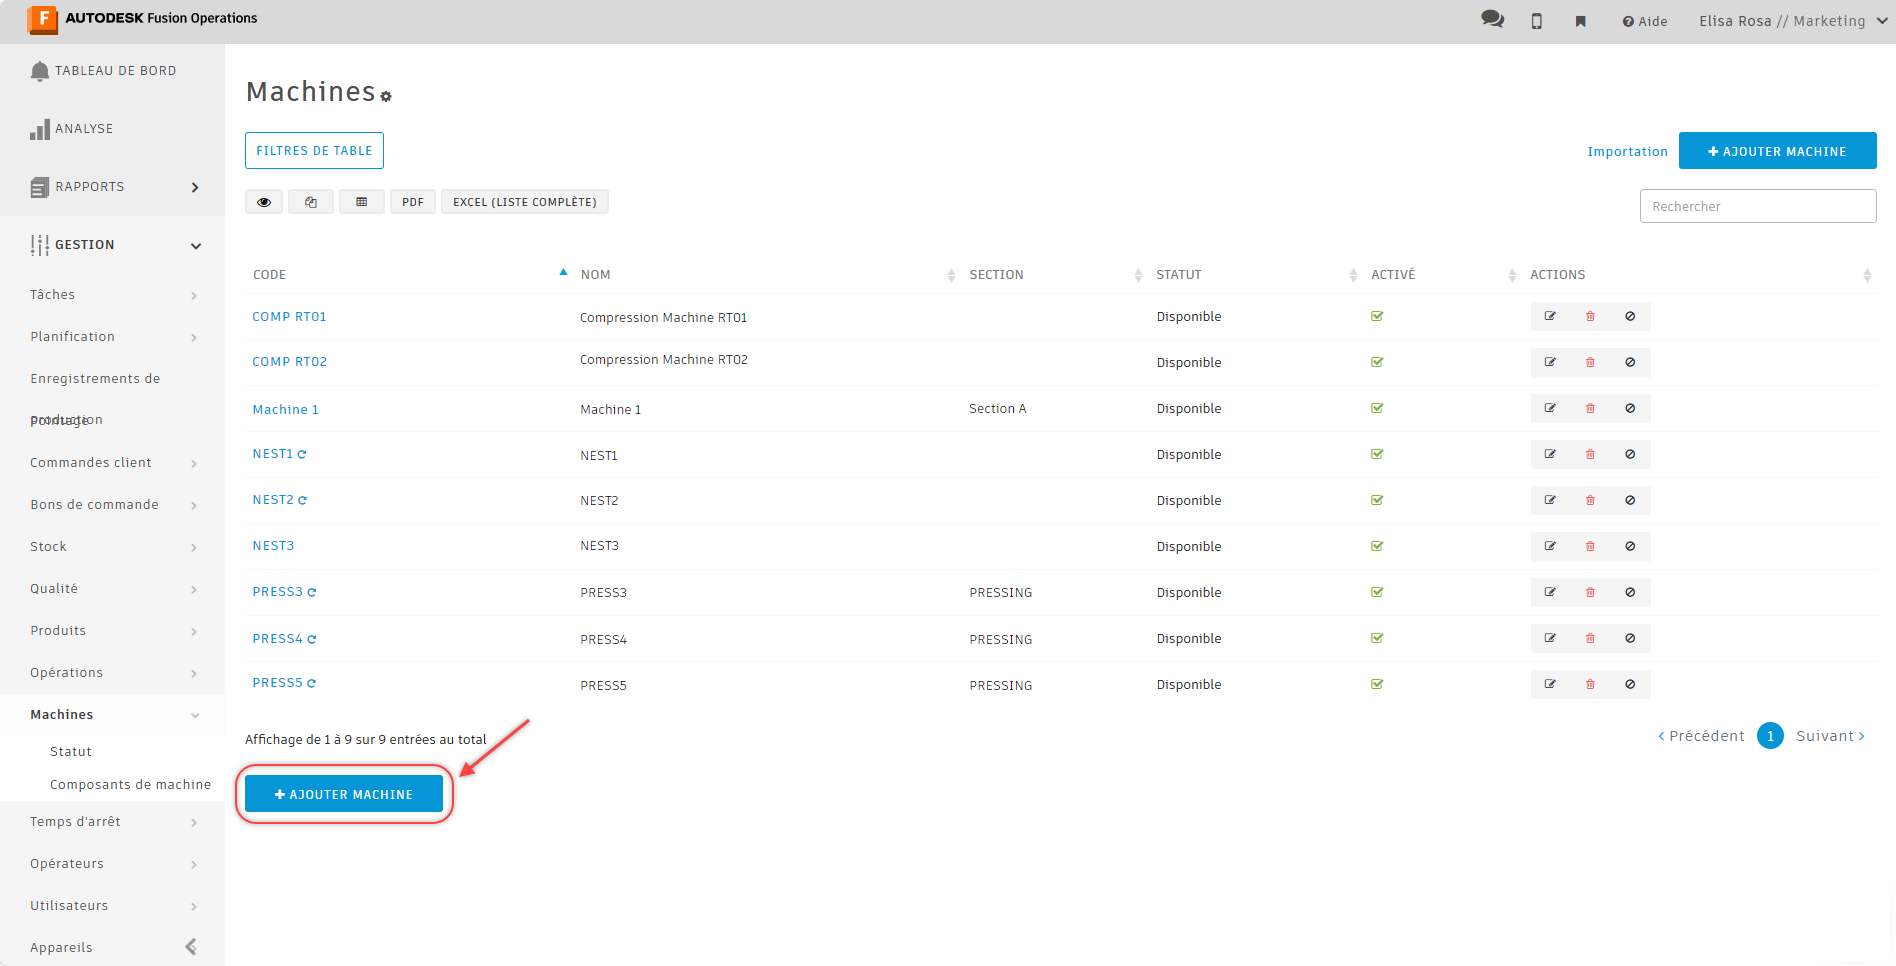 AUTODESK Fusion Operations
Aide
Elisa Rosa // Marketing
TABLEAU DE BORD
ANALYSE
RAPPORTS
GESTION
Tâches
Planification
Enregistrements de
production
Pointage
Commandes client
Bons de commande
Stock
Qualité
Produits
Opérations
Machines
Statut
Composants de machine
Temps d'arrêt
Opérateurs
Utilisateurs
Appareils
Machines
FILTRES DE TABLE
Importation
+ AJOUTER MACHINE
PDF
EXCEL (LISTE COMPLÈTE)
Rechercher
CODE NOM SECTION STATUT ACTIVÉ ACTIONS
COMP RT01 Compression Machine RT01 Disponible
COMP RT02 Compression Machine RT02 Disponible
Machine 1 Machine 1 Section A Disponible
NEST1 NEST1 Disponible
NEST2 NEST2 Disponible
NEST3 NEST3 Disponible
PRESS3 PRESS3 PRESSING Disponible
PRESS4 PRESS4 PRESSING Disponible
PRESS5 PRESS5 PRESSING Disponible
Affichage de 1 à 9 sur 9 entrées au total
< Précédent 1 Suivant >
+ AJOUTER MACHINE